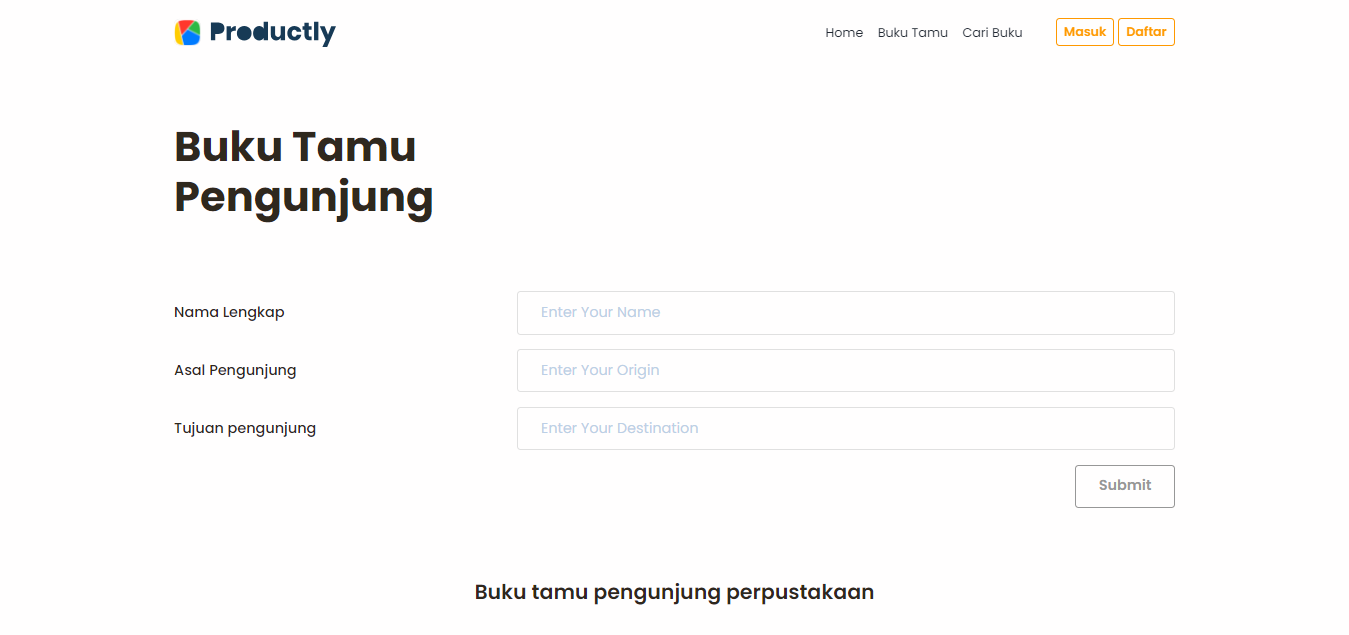 Productly
Home Buku Tamu Cari Buku Masuk Daftar
Buku Tamu
Pengunjung
Nama Lengkap Enter Your Name
Asal Pengunjung Enter Your Origin
Tujuan pengunjung Enter Your Destination
Submit
Buku tamu pengunjung perpustakaan